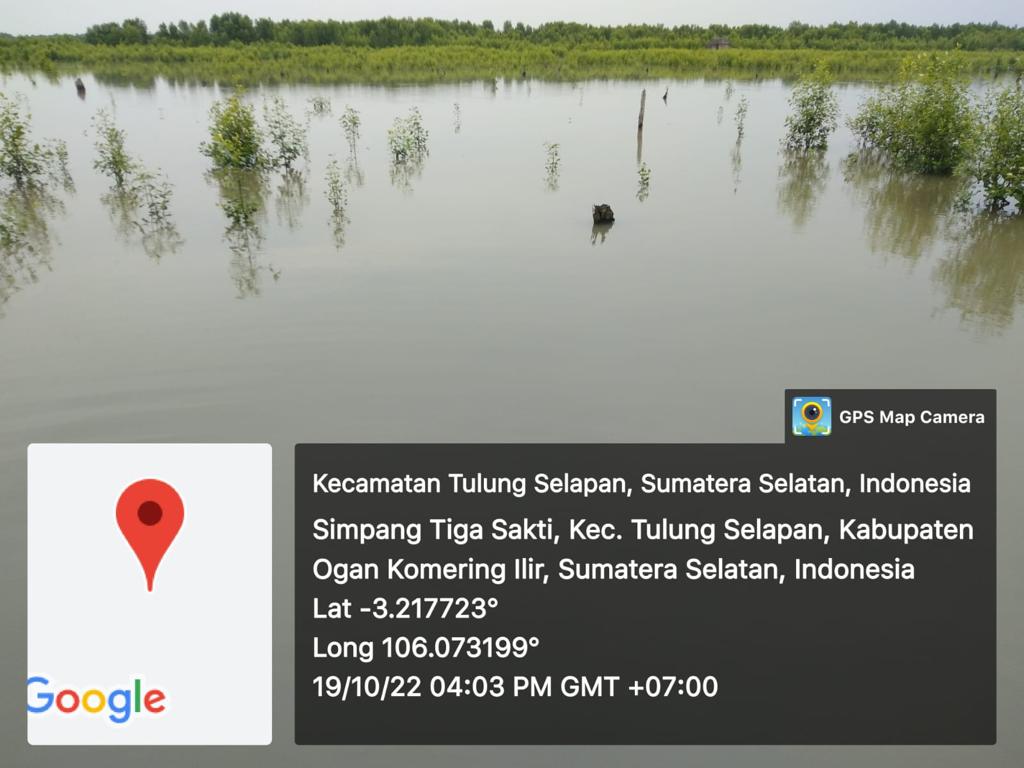 GPS Map Camera
Kecamatan Tulung Selapan, Sumatera Selatan, Indonesia
Simpang Tiga Sakti, Kec. Tulung Selapan, Kabupaten
Ogan Komering Ilir, Sumatera Selatan, Indonesia
Lat -3.217723°
Long 106.073199°
19/10/22 04:03 PM GMT +07:00
Google